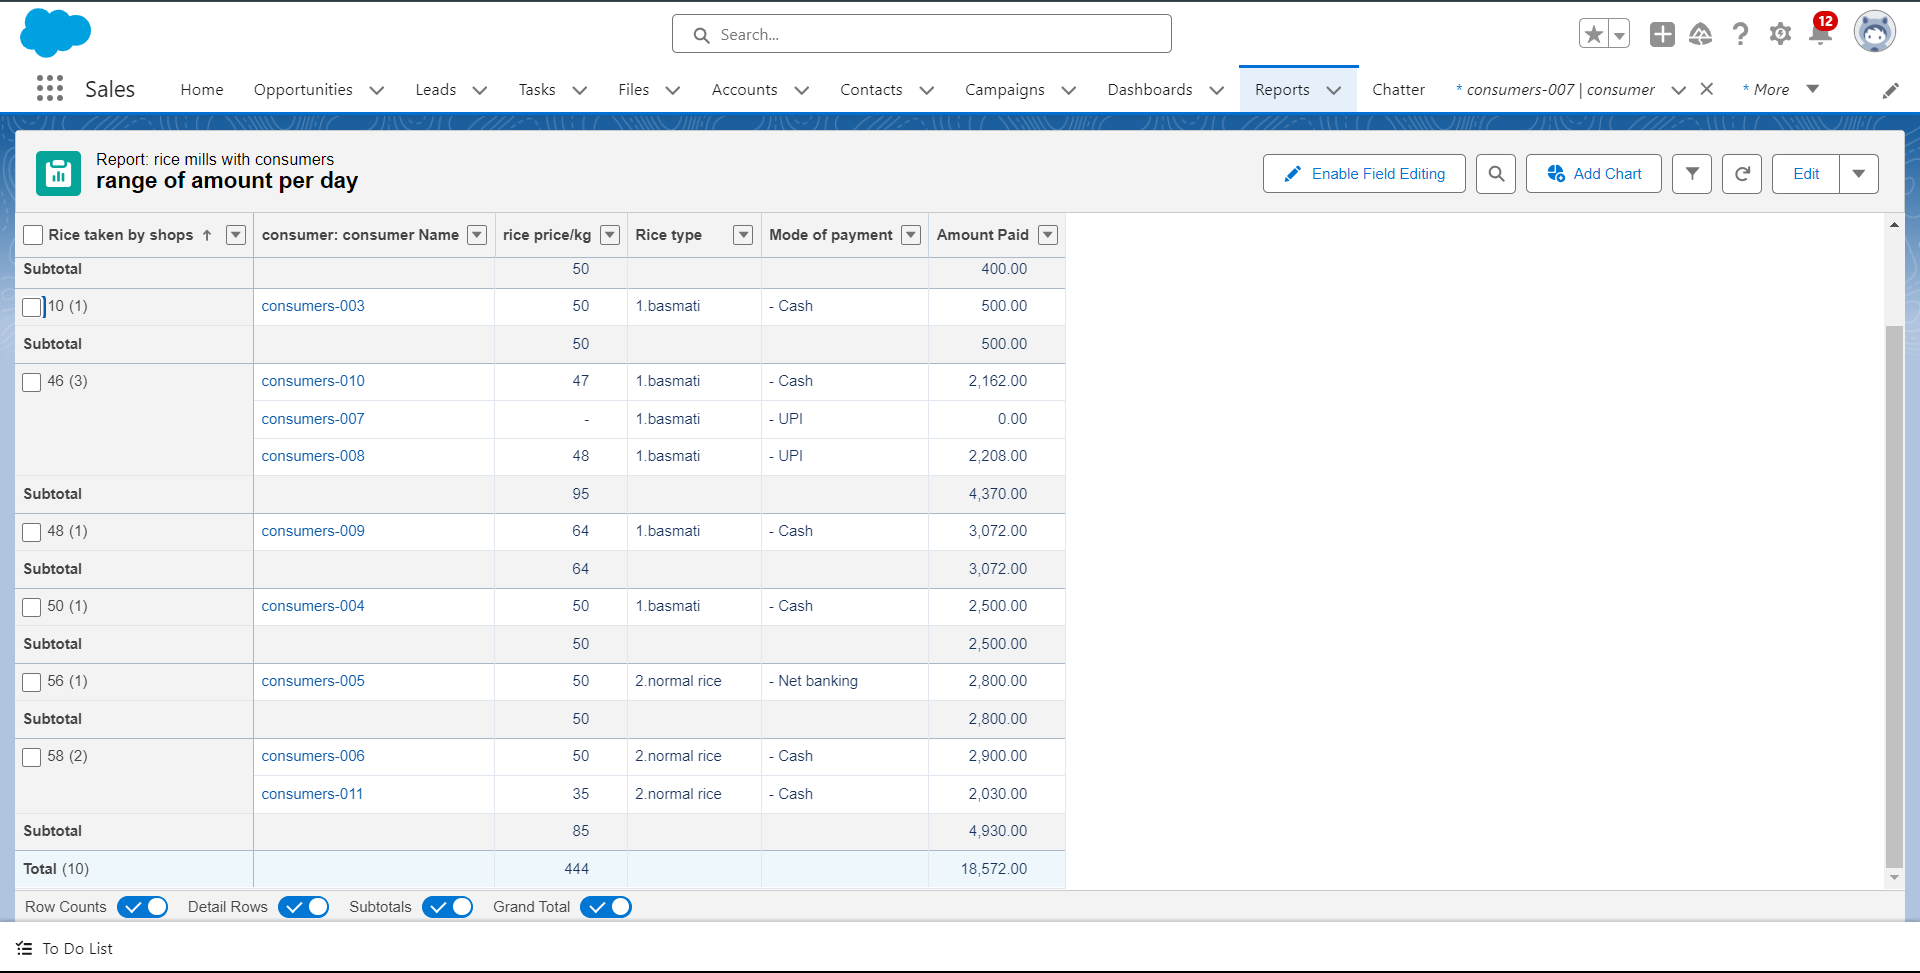 Search...
12
Sales Home Opportunities Leads Tasks Files Accounts Contacts Campaigns Dashboards Reports Chatter * consumers-007 | consumer * More
Report: rice mills with consumers
range of amount per day
Enable Field Editing Add Chart Edit
Rice taken by shops ↑ consumer: consumer Name rice price/kg Rice type Mode of payment Amount Paid
Subtotal 50 400.00
10 (1) consumers-003 50 1.basmati - Cash 500.00
Subtotal 50 500.00
46 (3) consumers-010 47 1.basmati - Cash 2,162.00
consumers-007 - 1.basmati - UPI 0.00
consumers-008 48 1.basmati - UPI 2,208.00
Subtotal 95 4,370.00
48 (1) consumers-009 64 1.basmati - Cash 3,072.00
Subtotal 64 3,072.00
50 (1) consumers-004 50 1.basmati - Cash 2,500.00
Subtotal 50 2,500.00
56 (1) consumers-005 50 2.normal rice - Net banking 2,800.00
Subtotal 50 2,800.00
58 (2) consumers-006 50 2.normal rice - Cash 2,900.00
consumers-011 35 2.normal rice - Cash 2,030.00
Subtotal 85 4,930.00
Total (10) 444 18,572.00
Row Counts Detail Rows Subtotals Grand Total
To Do List